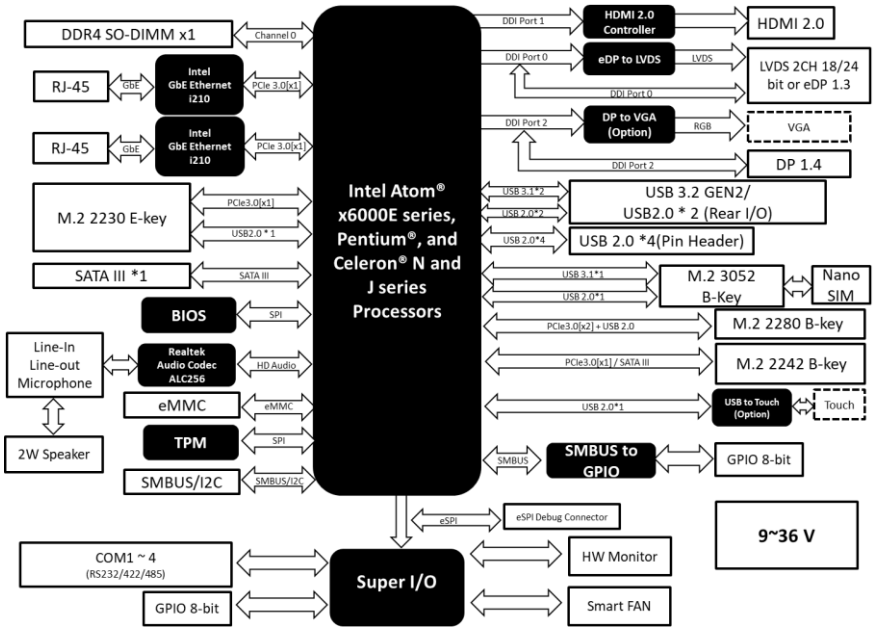 DDR4 SO-DIMM x1
Channel 0
RJ-45
GbE
Intel
GbE Ethernet
i210
PCIe 3.0[x1]
RJ-45
GbE
Intel
GbE Ethernet
i210
PCIe 3.0[x1]
M.2 2230 E-key
PCIe3.0[x1]
USB2.0 * 1
SATA III *1
SATA III
BIOS
SPI
Line-In
Line-out
Microphone
Realtek
Audio Codec
ALC256
HD Audio
2W Speaker
eMMC
eMMC
TPM
SPI
SMBUS/I2C
SMBUS/I2C
Intel Atom®
x6000E series,
Pentium®, and
Celeron® N and
J series
Processors
DDI Port 1
HDMI 2.0
Controller
HDMI 2.0
DDI Port 0
eDP to LVDS
LVDS
LVDS 2CH 18/24
bit or eDP 1.3
DDI Port 0
DDI Port 2
DP to VGA
(Option)
RGB
VGA
DDI Port 2
DP 1.4
USB 3.1*2
USB 2.0*2
USB 3.2 GEN2/
USB2.0 * 2 (Rear I/O)
USB 2.0*4
USB 2.0 *4(Pin Header)
USB 3.1*1
USB 2.0*1
M.2 3052
B-Key
Nano
SIM
PCIe3.0[x2] + USB 2.0
M.2 2280 B-key
PCIe3.0[x1] / SATA III
M.2 2242 B-key
USB 2.0*1
USB to Touch
(Option)
Touch
SMBUS
SMBUS to
GPIO
GPIO 8-bit
eSPI
eSPI Debug Connector
9~36 V
COM1 ~ 4
(RS232/422/485)
GPIO 8-bit
Super I/O
HW Monitor
Smart FAN